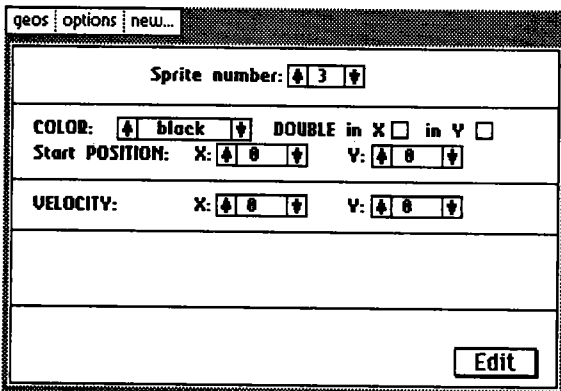 geos options new...
Sprite number: 3
COLOR: black DOUBLE in X in Y
Start POSITION: X: 0 Y: 0
VELOCITY: X: 0 Y: 0
Edit